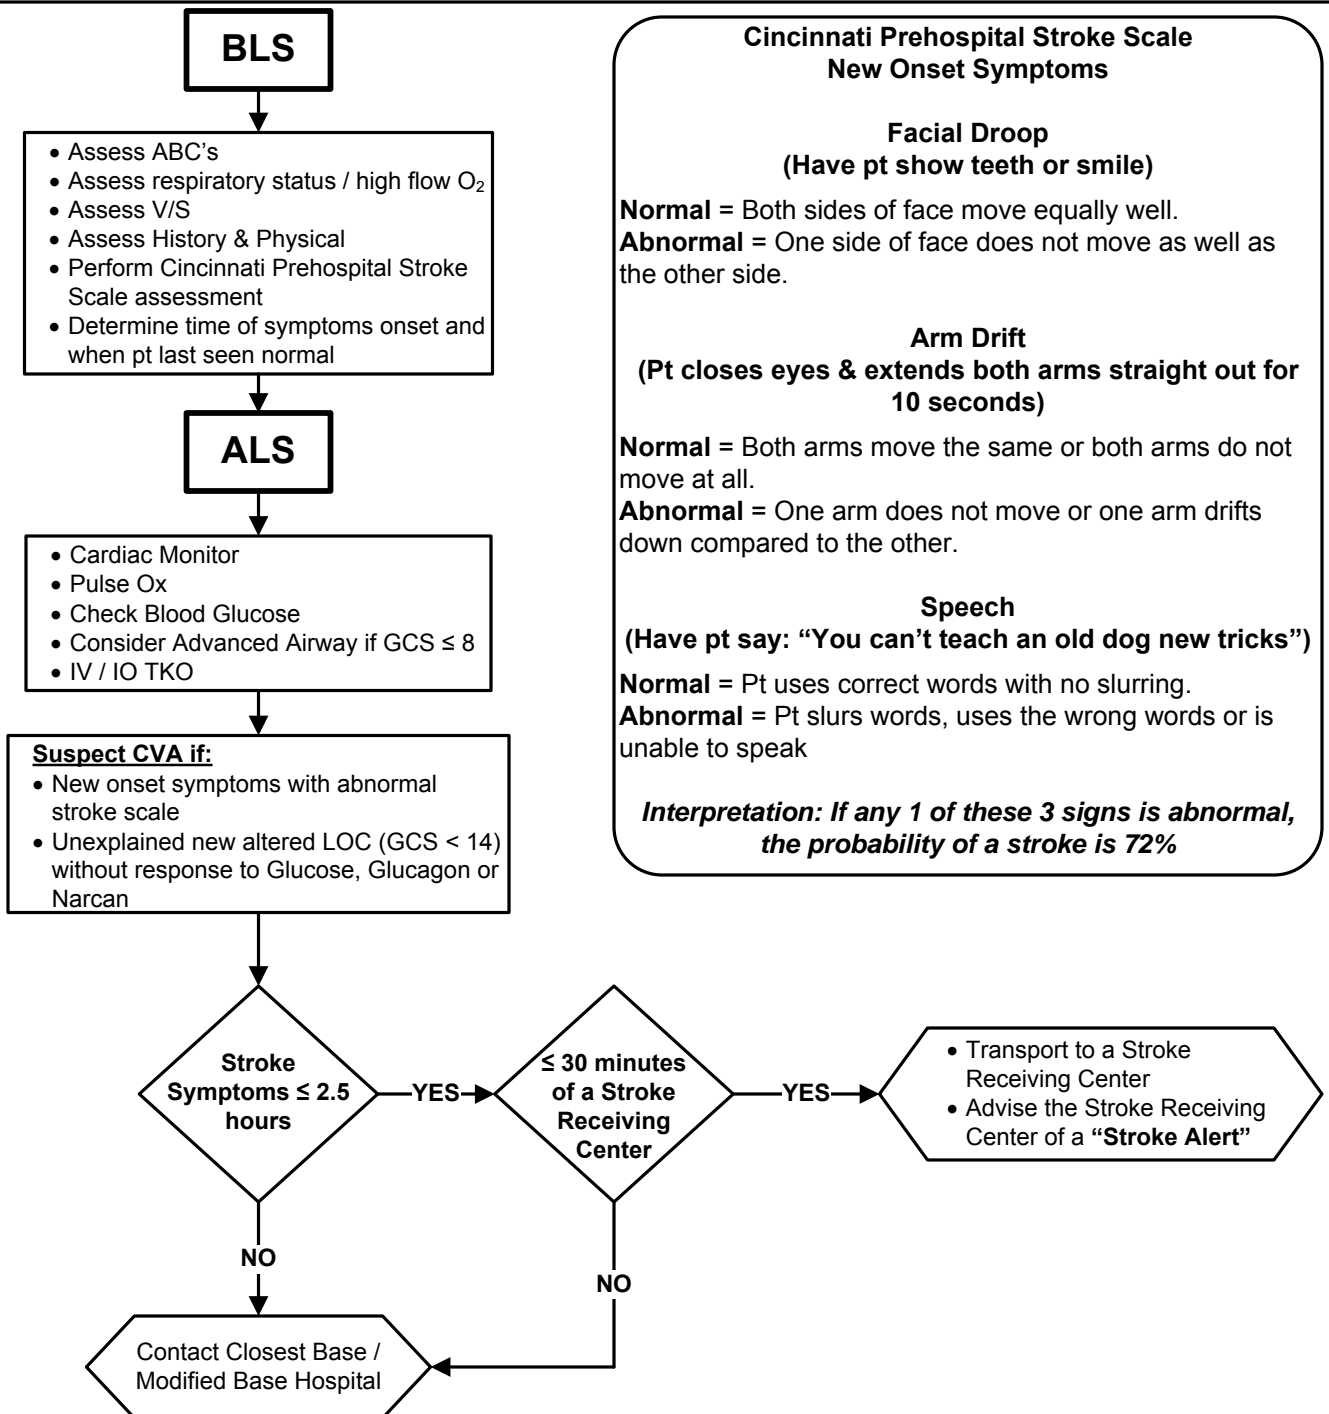 BLS
• Assess ABC's
• Assess respiratory status / high flow O₂
• Assess V/S
• Assess History & Physical
• Perform Cincinnati Prehospital Stroke
Scale assessment
• Determine time of symptoms onset and
when pt last seen normal
ALS
• Cardiac Monitor
• Pulse Ox
• Check Blood Glucose
• Consider Advanced Airway if GCS ≤ 8
• IV / IO TKO
Suspect CVA if:
• New onset symptoms with abnormal
stroke scale
• Unexplained new altered LOC (GCS < 14)
without response to Glucose, Glucagon or
Narcan
Cincinnati Prehospital Stroke Scale
New Onset Symptoms
Facial Droop
(Have pt show teeth or smile)
Normal = Both sides of face move equally well.
Abnormal = One side of face does not move as well as
the other side.
Arm Drift
(Pt closes eyes & extends both arms straight out for
10 seconds)
Normal = Both arms move the same or both arms do not
move at all.
Abnormal = One arm does not move or one arm drifts
down compared to the other.
Speech
(Have pt say: “You can’t teach an old dog new tricks”)
Normal = Pt uses correct words with no slurring.
Abnormal = Pt slurs words, uses the wrong words or is
unable to speak
Interpretation: If any 1 of these 3 signs is abnormal,
the probability of a stroke is 72%
Stroke
Symptoms ≤ 2.5
hours
YES
≤ 30 minutes
of a Stroke
Receiving
Center
YES
• Transport to a Stroke
Receiving Center
• Advise the Stroke Receiving
Center of a “Stroke Alert”
NO
NO
Contact Closest Base /
Modified Base Hospital